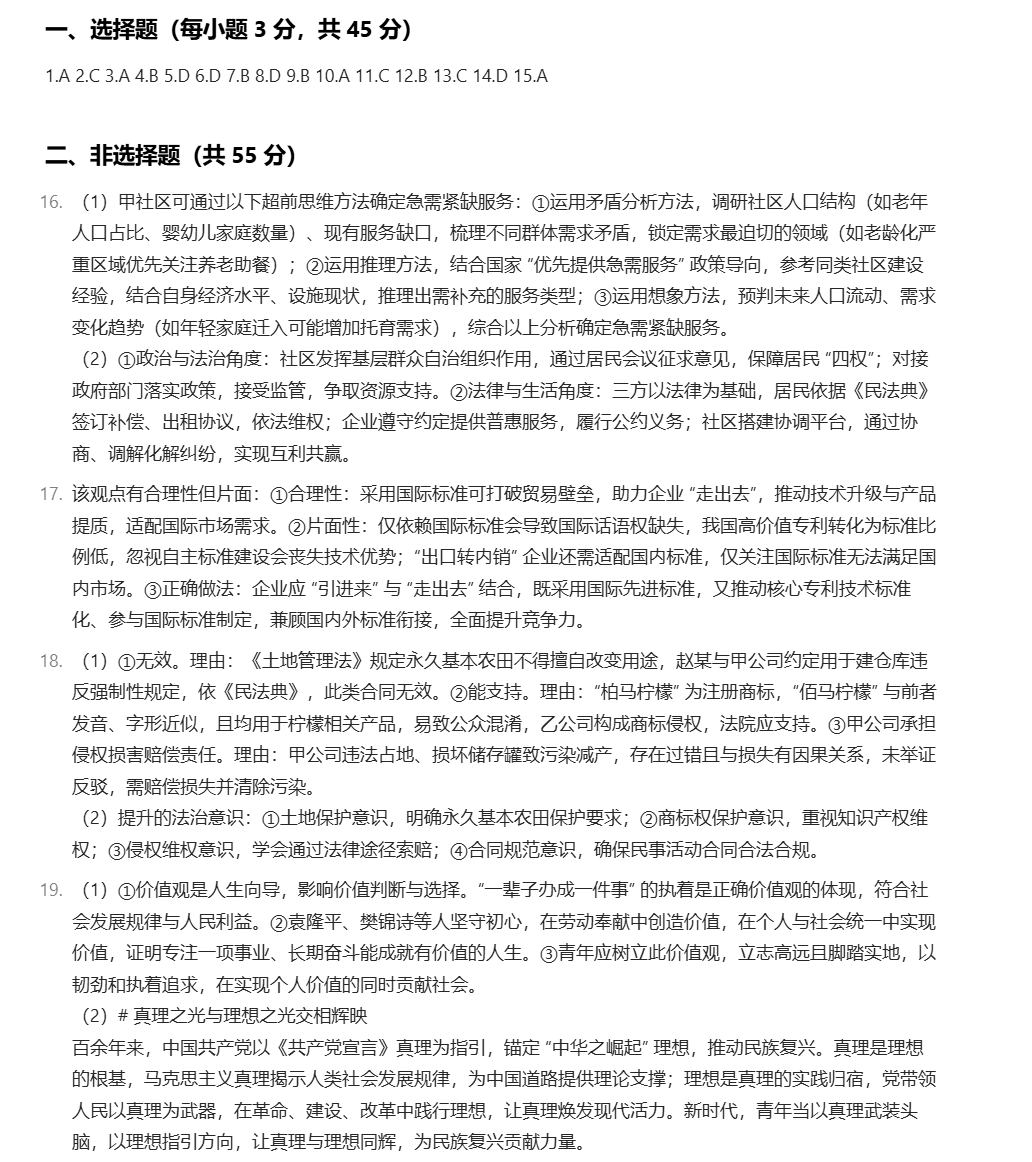 一、选择题（每小题 3 分，共 45 分）
1.A 2.C 3.A 4.B 5.D 6.D 7.B 8.D 9.B 10.A 11.C 12.B 13.C 14.D 15.A
二、非选择题（共 55 分）
16. （1）甲社区可通过以下超前思维方法确定急需紧缺服务：①运用矛盾分析方法，调研社区人口结构（如老年
人口占比、婴幼儿家庭数量）、现有服务缺口，梳理不同群体需求矛盾，锁定需求最迫切的领域（如老龄化严
重区域优先关注养老助餐）；②运用推理方法，结合国家 “优先提供急需服务” 政策导向，参考同类社区建设
经验，结合自身经济水平、设施现状，推理出需补充的服务类型；③运用想象方法，预判未来人口流动、需求
变化趋势（如年轻家庭迁入可能增加托育需求），综合以上分析确定急需紧缺服务。
（2）①政治与法治角度：社区发挥基层群众自治组织作用，通过居民会议征求意见，保障居民 “四权”；对接
政府部门落实政策，接受监管，争取资源支持。②法律与生活角度：三方以法律为基础，居民依据《民法典》
签订补偿、出租协议，依法维权；企业遵守约定提供普惠服务，履行公约义务；社区搭建协调平台，通过协
商、调解化解纠纷，实现互利共赢。
17. 该观点有合理性但片面：①合理性：采用国际标准可打破贸易壁垒，助力企业 “走出去”，推动技术升级与产品
提质，适配国际市场需求。②片面性：仅依赖国际标准会导致国际话语权缺失，我国高价值专利转化为标准比
例低，忽视自主标准建设会丧失技术优势；“出口转内销” 企业还需适配国内标准，仅关注国际标准无法满足国
内市场。③正确做法：企业应 “引进来” 与 “走出去” 结合，既采用国际先进标准，又推动核心专利技术标准
化、参与国际标准制定，兼顾国内外标准衔接，全面提升竞争力。
18. （1）①无效。理由：《土地管理法》规定永久基本农田不得擅自改变用途，赵某与甲公司约定用于建仓库违
反强制性规定，依《民法典》，此类合同无效。②能支持。理由：“柏马柠檬” 为注册商标，“佰马柠檬” 与前者
发音、字形近似，且均用于柠檬相关产品，易致公众混淆，乙公司构成商标侵权，法院应支持。③甲公司承担
侵权损害赔偿责任。理由：甲公司违法占地、损坏储存罐致污染减产，存在过错且与损失有因果关系，未举证
反驳，需赔偿损失并清除污染。
（2）提升的法治意识：①土地保护意识，明确永久基本农田保护要求；②商标权保护意识，重视知识产权维
权；③侵权维权意识，学会通过法律途径索赔；④合同规范意识，确保民事活动合同合法合规。
19. （1）①价值观是人生向导，影响价值判断与选择。“一辈子办成一件事” 的执着是正确价值观的体现，符合社
会发展规律与人民利益。②袁隆平、樊锦诗等人坚守初心，在劳动奉献中创造价值，在个人与社会统一中实现
价值，证明专注一项事业、长期奋斗能成就有价值的人生。③青年应树立此价值观，立志高远且脚踏实地，以
韧劲和执着追求，在实现个人价值的同时贡献社会。
（2）# 真理之光与理想之光交相辉映
百余年来，中国共产党以《共产党宣言》真理为指引，锚定 “中华之崛起” 理想，推动民族复兴。真理是理想
的根基，马克思主义真理揭示人类社会发展规律，为中国道路提供理论支撑；理想是真理的实践归宿，党带领
人民以真理为武器，在革命、建设、改革中践行理想，让真理焕发现代活力。新时代，青年当以真理武装头
脑，以理想指引方向，让真理与理想同辉，为民族复兴贡献力量。